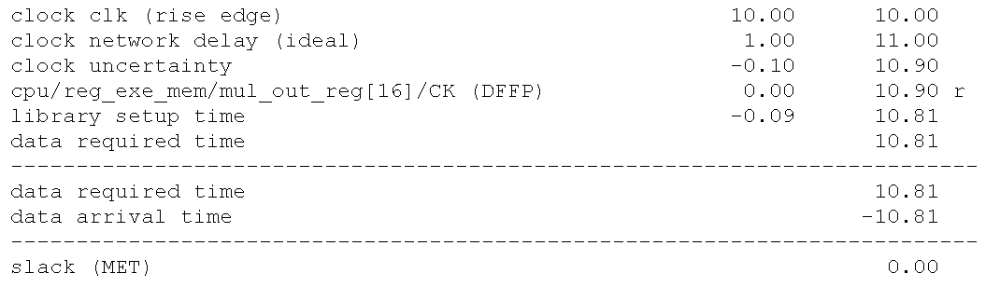 clock clk (rise edge) 10.00 10.00
clock network delay (ideal) 1.00 11.00
clock uncertainty -0.10 10.90
cpu/reg_exe_mem/mul_out_reg[16]/CK (DFFP) 0.00 10.90 r
library setup time -0.09 10.81
data required time 10.81
--------------------------------------------------------------------------
data required time 10.81
data arrival time -10.81
--------------------------------------------------------------------------
slack (MET) 0.00